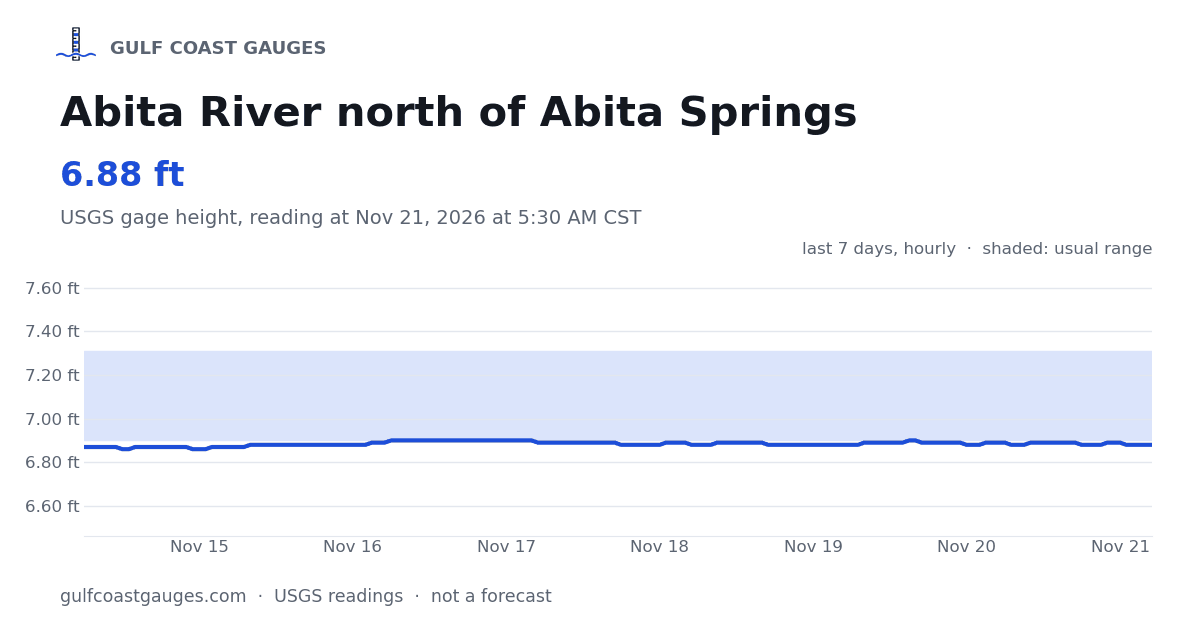 GULF COAST GAUGES
Abita River north of Abita Springs
6.88 ft
USGS gage height, reading at Nov 21, 2026 at 5:30 AM CST
last 7 days, hourly · shaded: usual range
7.60 ft
7.40 ft
7.20 ft
7.00 ft
6.80 ft
6.60 ft
Nov 15 Nov 16 Nov 17 Nov 18 Nov 19 Nov 20 Nov 21
gulfcoastgauges.com · USGS readings · not a forecast